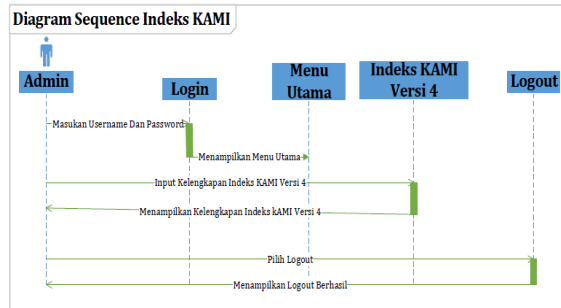 Diagram Sequence Indeks KAMI
Admin
Login
Menu
Utama
Indeks KAMI
Versi 4
Logout
Masukan Username Dan Password
Menampilkan Menu Utama
Input Kelengkapan Indeks KAMI Versi 4
Menampilkan Kelengkapan Indeks kAMI Versi 4
Pilih Logout
Menampilkan Logout Berhasil